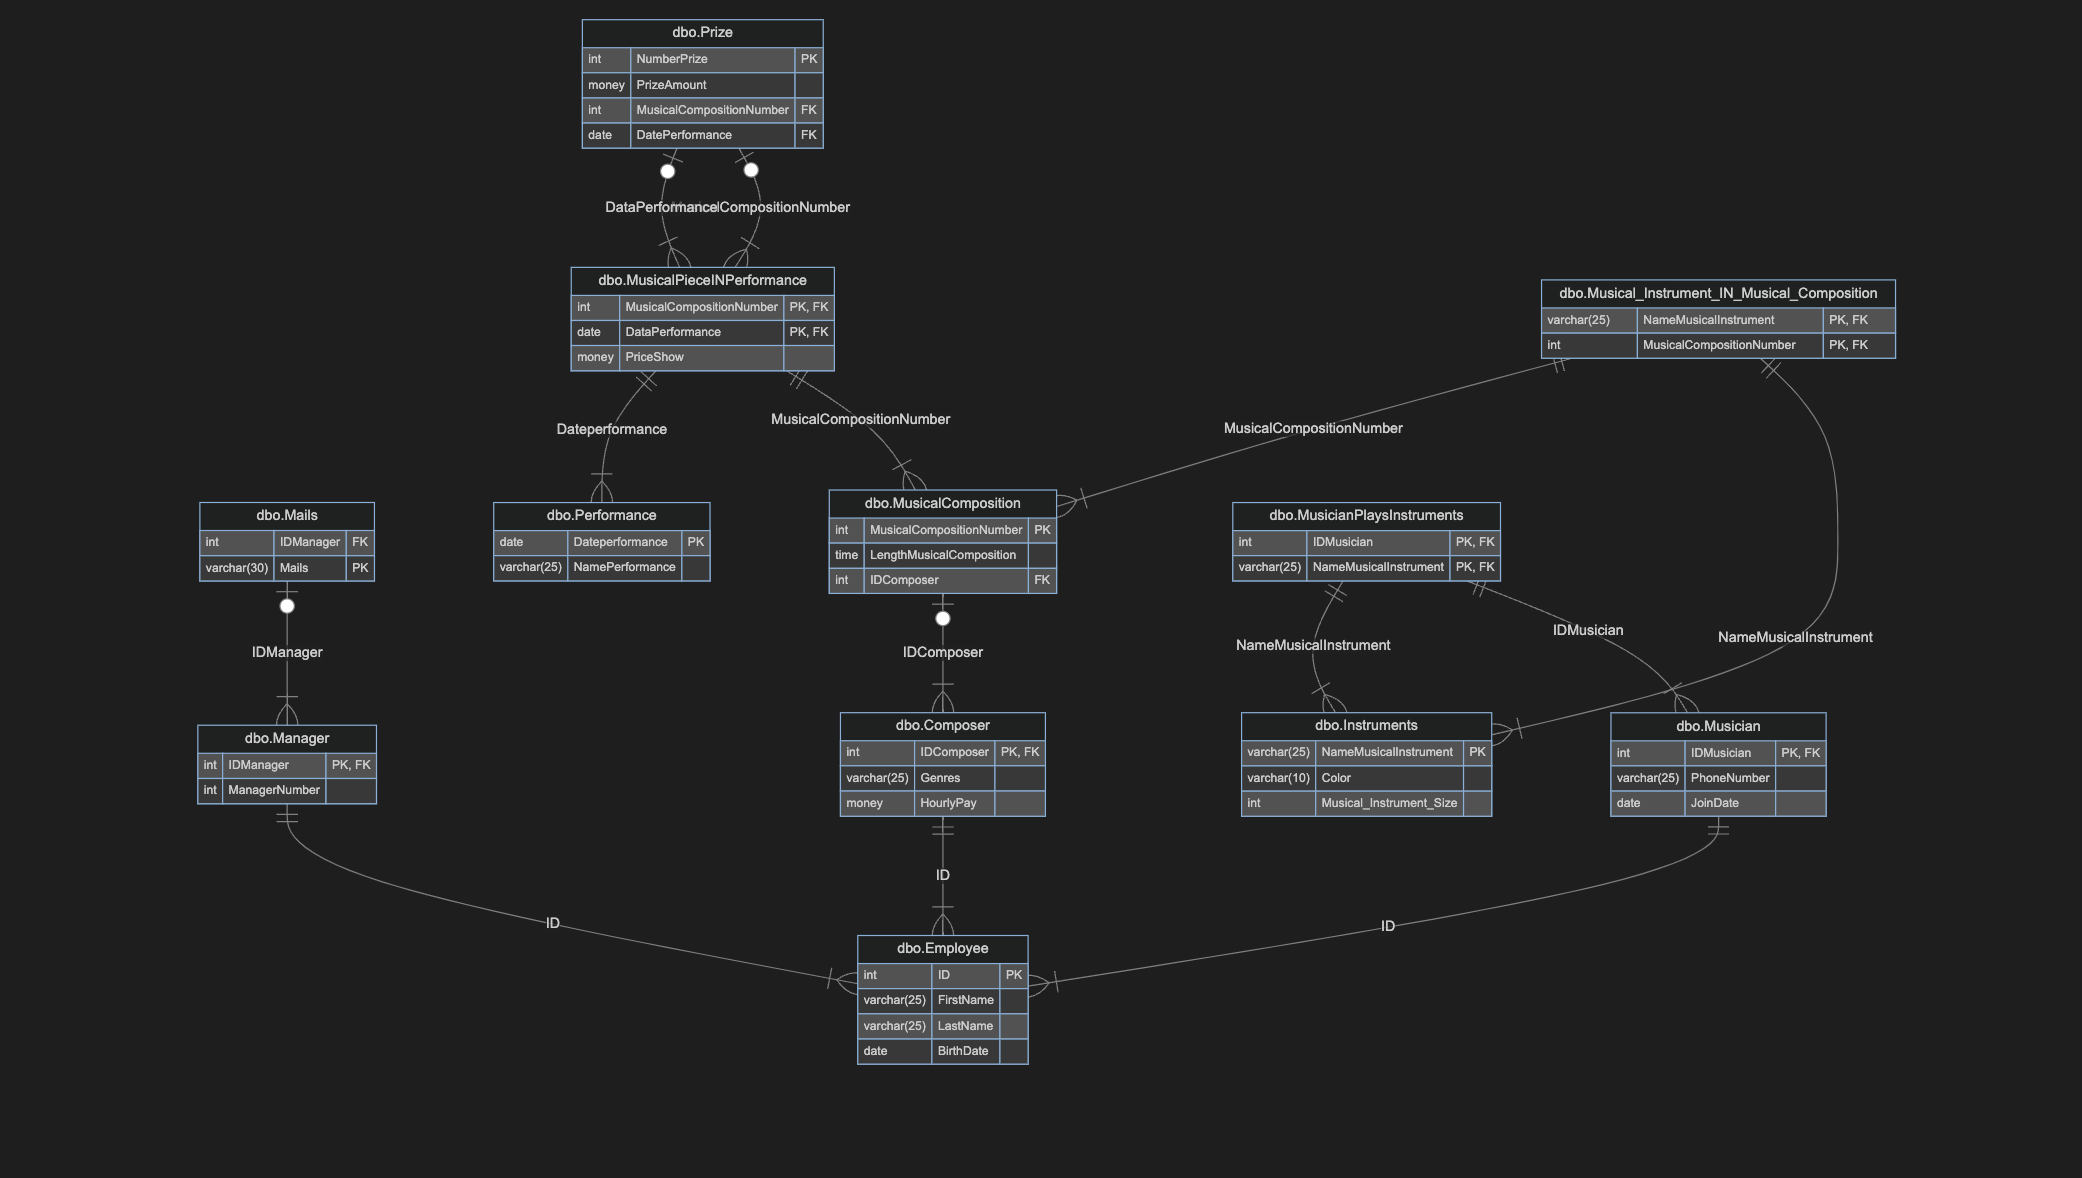 dbo.Prize
int NumberPrize PK
money PrizeAmount
int MusicalCompositionNumber FK
date DatePerformance FK
DataPerformance
lCompositionNumber
dbo.MusicalPieceINPerformance
int MusicalCompositionNumber PK, FK
date DataPerformance PK, FK
money PriceShow
dbo.Musical_Instrument_IN_Musical_Composition
varchar(25) NameMusicalInstrument PK, FK
int MusicalCompositionNumber PK, FK
Dateperformance
MusicalCompositionNumber
MusicalCompositionNumber
dbo.Mails
int IDManager FK
varchar(30) Mails PK
dbo.Performance
date Dateperformance PK
varchar(25) NamePerformance
dbo.MusicalComposition
int MusicalCompositionNumber PK
time LengthMusicalComposition
int IDComposer FK
dbo.MusicianPlaysInstruments
int IDMusician PK, FK
varchar(25) NameMusicalInstrument PK, FK
IDManager
IDComposer
NameMusicalInstrument
IDMusician
NameMusicalInstrument
dbo.Manager
int IDManager PK, FK
int ManagerNumber
dbo.Composer
int IDComposer PK, FK
varchar(25) Genres
money HourlyPay
dbo.Instruments
varchar(25) NameMusicalInstrument PK
varchar(10) Color
int Musical_Instrument_Size
dbo.Musician
int IDMusician PK, FK
varchar(25) PhoneNumber
date JoinDate
ID
ID
ID
dbo.Employee
int ID PK
varchar(25) FirstName
varchar(25) LastName
date BirthDate